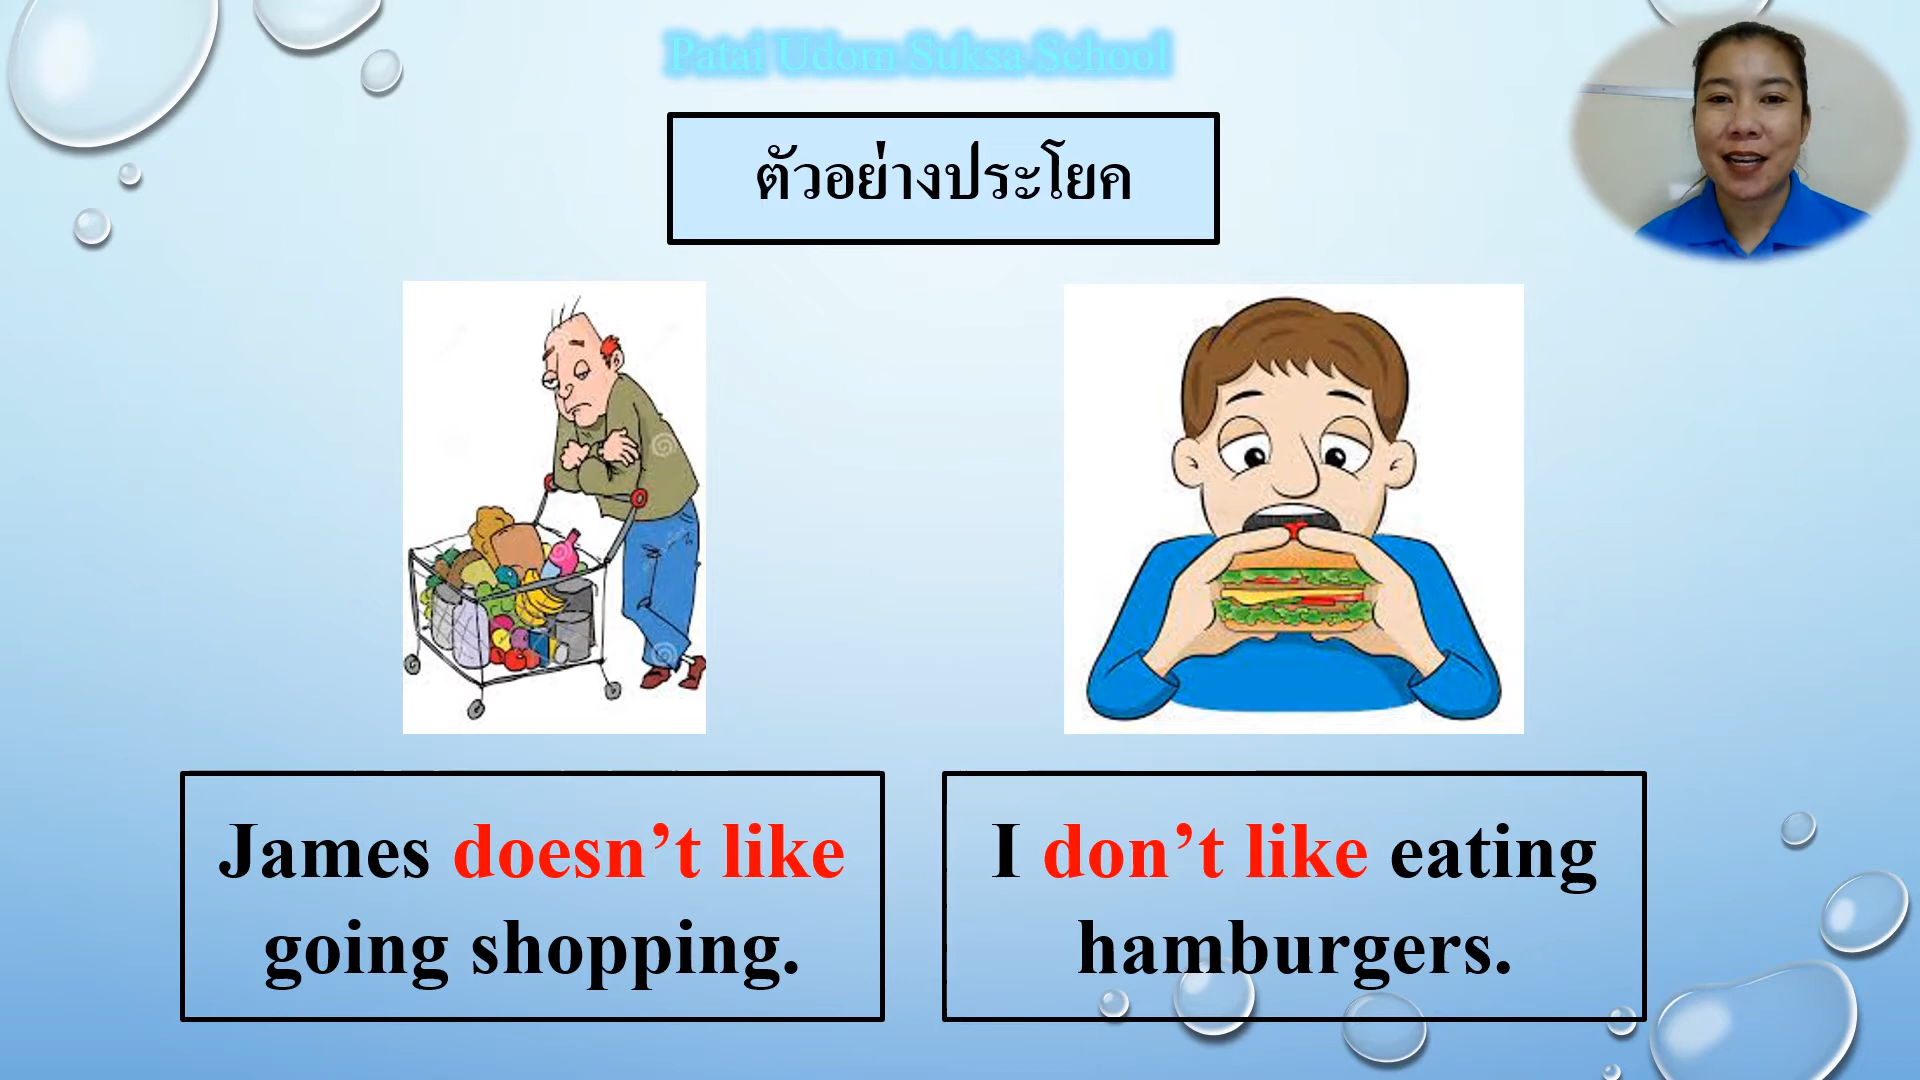 Patai Udom Suksa School
ตัวอย่างประโยค
James doesn’t like
going shopping.
I don’t like eating
hamburgers.